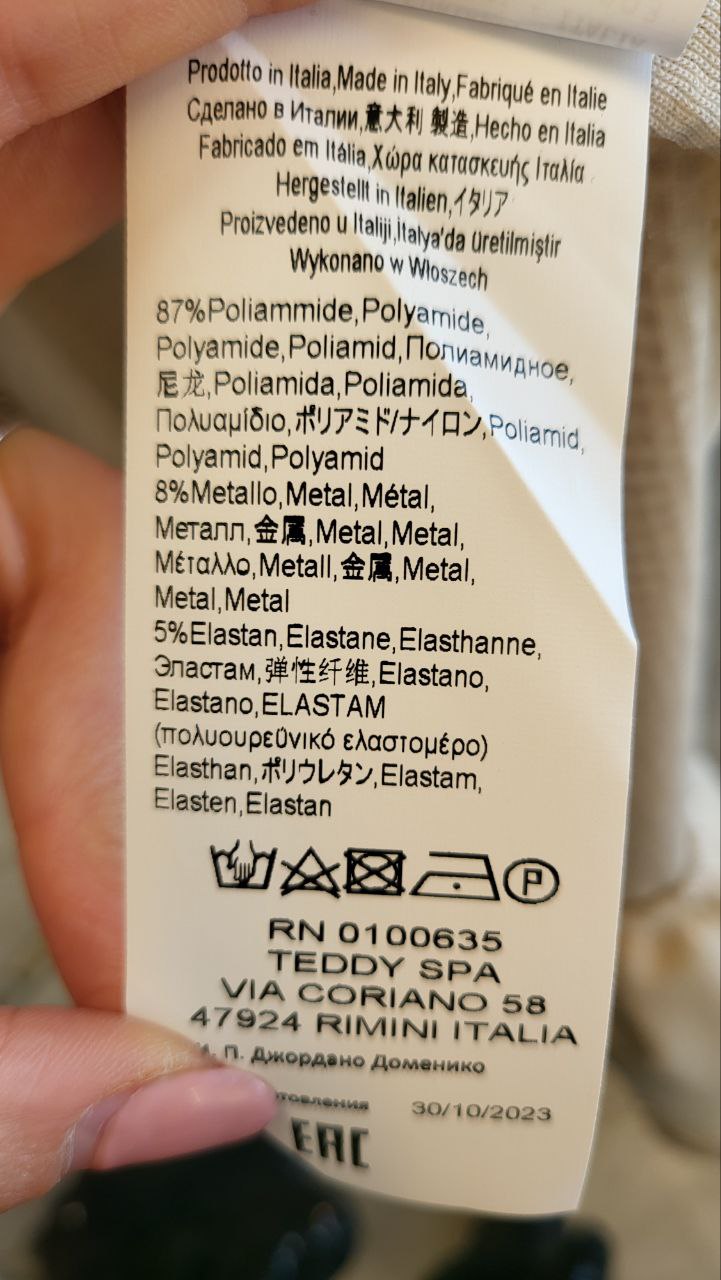 Prodotto in Italia,Made in Italy,Fabriqué en Italie
Сделано в Италии,意大利 製造,Hecho en Italia
Fabricado em Itália,Χώρα κατασκευής Ιταλία
Hergestellt in Italien,イタリア
Proizvedeno u Italiji,İtalya'da üretilmiştir
Wykonano w Włoszech
87%Poliammide,Polyamide,
Polyamide,Poliamid,Полиамидное,
尼龙,Poliamida,Poliamida,
Πολυαμίδιο,ポリアミド/ナイロン,Poliamid,
Polyamid,Polyamid
8%Metallo,Metal,Métal,
Металл,金属,Metal,Metal,
Μέταλλο,Metall,金属,Metal,
Metal,Metal
5%Elastan,Elastane,Elasthanne,
Эластам,弹性纤维,Elastano,
Elastano,ELASTAM
(πολυουρεϋνικό ελαστομέρο)
Elasthan,ポリウレタン,Elastam,
Elasten,Elastan
P
RN 0100635
TEDDY SPA
VIA CORIANO 58
47924 RIMINI ITALIA
П. Джордано Доменико
30/10/2023
EAC